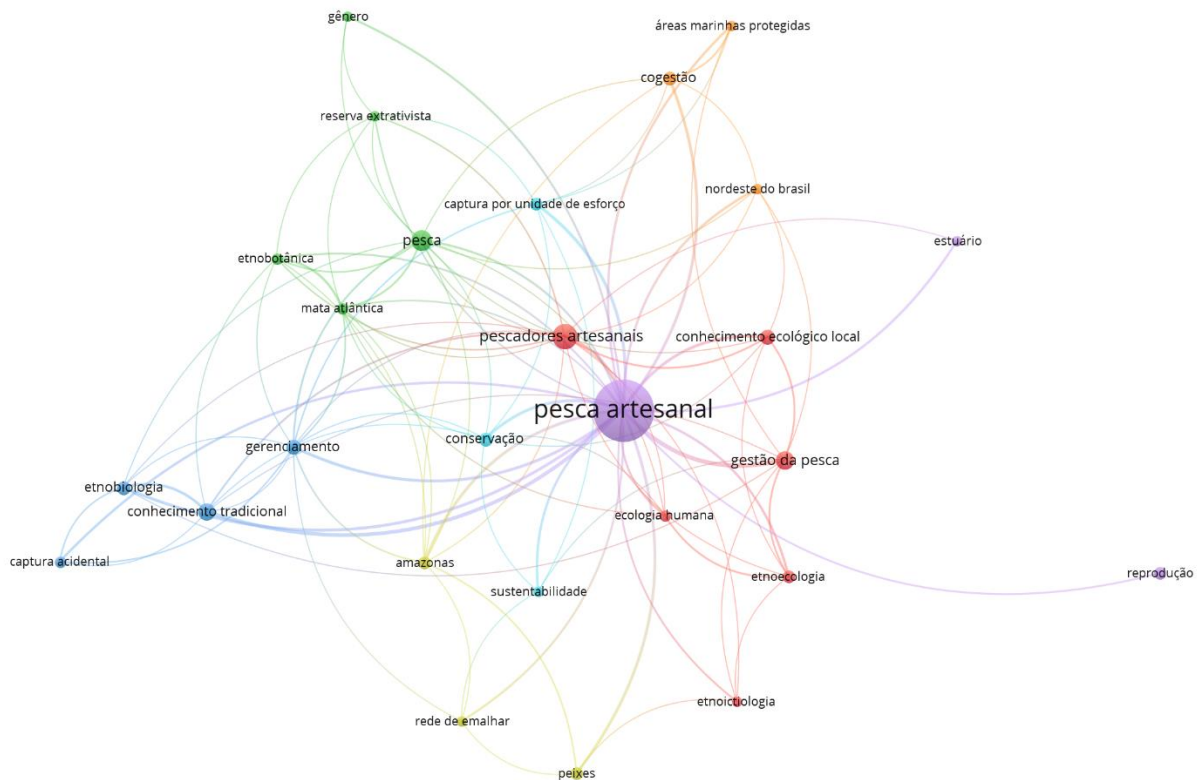 gênero
áreas marinhas protegidas
cogestão
reserva extrativista
nordeste do brasil
captura por unidade de esforço
pesca
estuário
etnobotânica
mata atlântica
pescadores artesanais
conhecimento ecológico local
pesca artesanal
conservação
gerenciamento
gestão da pesca
etnobiologia
conhecimento tradicional
ecologia humana
captura acidental
amazonas
etnoecologia
reprodução
sustentabilidade
etnoictiologia
rede de emalhar
peixes